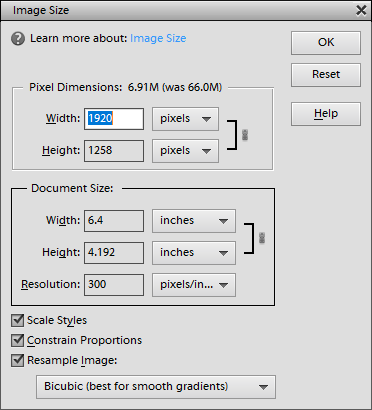 Image Size
Learn more about: Image Size
OK
Reset
Help
Pixel Dimensions: 6.91M (was 66.0M)
Width: 1920 pixels
Height: 1258 pixels
Document Size:
Width: 6.4 inches
Height: 4.192 inches
Resolution: 300 pixels/in...
Scale Styles
Constrain Proportions
Resample Image:
Bicubic (best for smooth gradients)